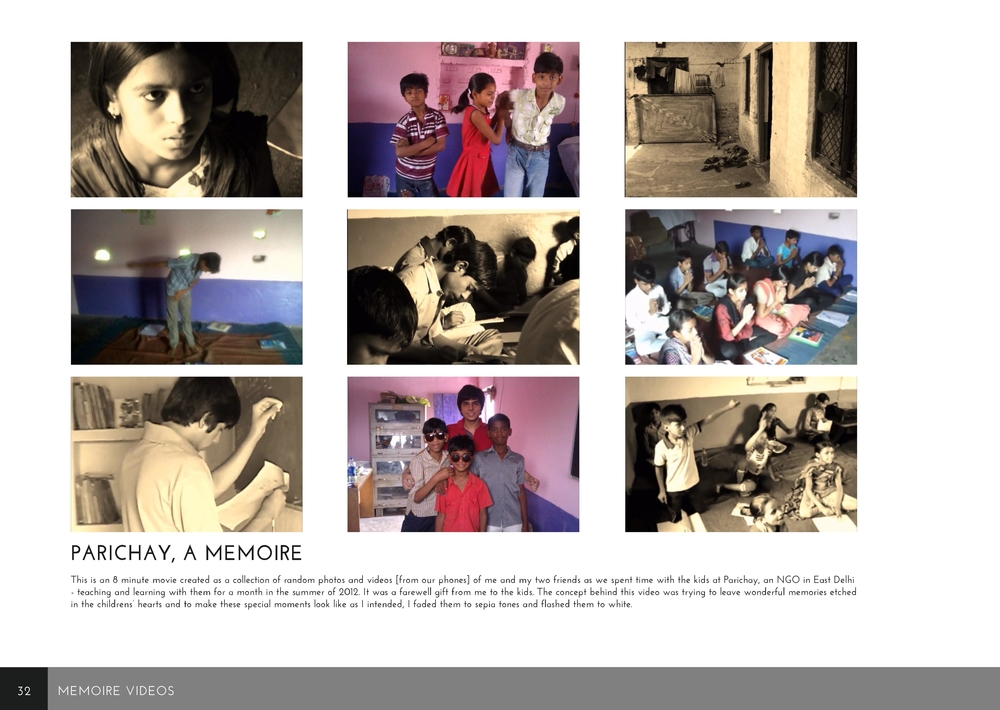 PARICHAY, A MEMOIRE
This is an 8 minute movie created as a collection of random photos and videos [from our phones] of me and my two friends as we spent time with the kids at Parichay, an NGO in East Delhi
- teaching and learning with them for a month in the summer of 2012. It was a farewell gift from me to the kids. The concept behind this video was trying to leave wonderful memories etched
in the childrens' hearts and to make these special moments look like as I intended, I faded them to sepia tones and flashed them to white.
32 MEMOIRE VIDEOS